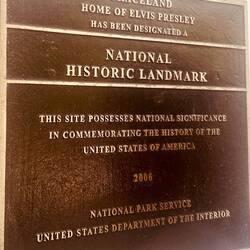 GRACELAND
HOME OF ELVIS PRESLEY
HAS BEEN DESIGNATED A
NATIONAL
HISTORIC LANDMARK
THIS SITE POSSESSES NATIONAL SIGNIFICANCE
IN COMMEMORATING THE HISTORY OF THE
UNITED STATES OF AMERICA
2006
NATIONAL PARK SERVICE
UNITED STATES DEPARTMENT OF THE INTERIOR